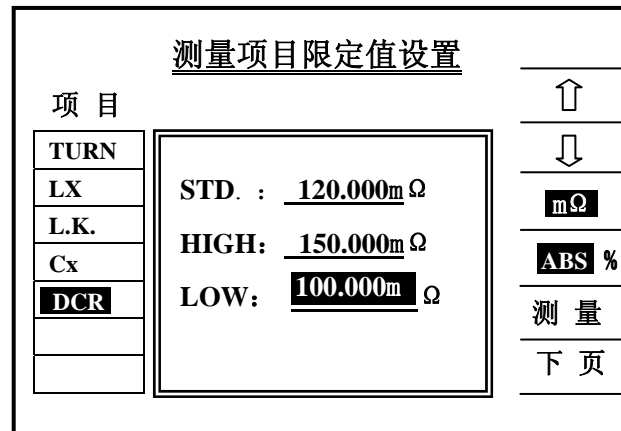 测量项目限定值设置
项 目
TURN
LX
L.K.
Cx
DCR
STD. : 120.000mΩ
HIGH: 150.000mΩ
LOW: 100.000m Ω
⇧
⇩
mΩ
ABS %
测 量
下 页